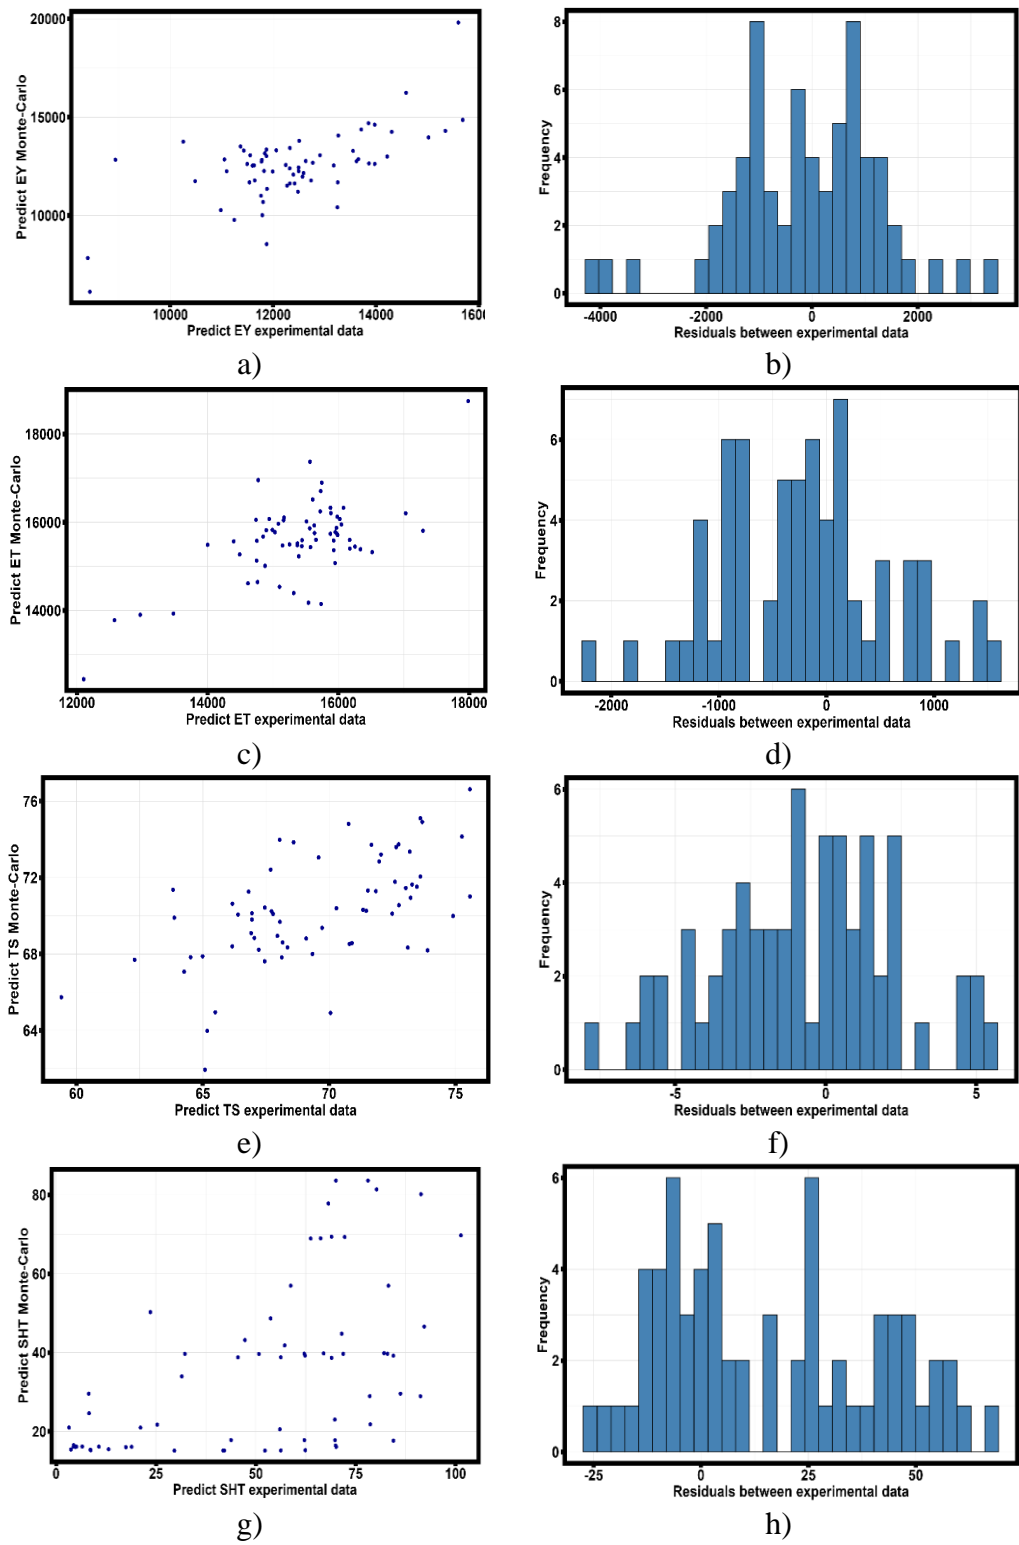 20000
15000
10000
Predict EY Monte-Carlo
10000 12000 14000 1600
Predict EY experimental data
a)
8
6
4
2
0
Frequency
-4000 -2000 0 2000
Residuals between experimental data
b)
18000
16000
14000
Predict ET Monte-Carlo
12000 14000 16000 18000
Predict ET experimental data
c)
6
4
2
0
Frequency
-2000 -1000 0 1000
Residuals between experimental data
d)
76
72
68
64
Predict TS Monte-Carlo
60 65 70 75
Predict TS experimental data
e)
6
4
2
0
Frequency
-5 0 5
Residuals between experimental data
f)
80
60
40
20
Predict SHT Monte-Carlo
0 25 50 75 100
Predict SHT experimental data
g)
6
4
2
0
Frequency
-25 0 25 50
Residuals between experimental data
h)